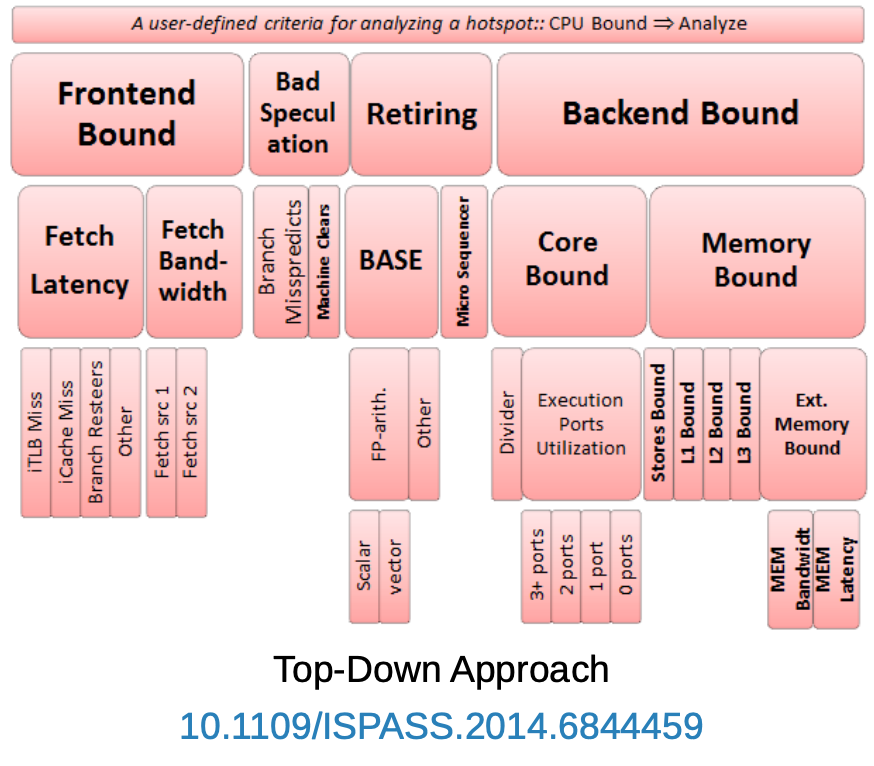 A user-defined criteria for analyzing a hotspot:: CPU Bound ⇒ Analyze
Frontend
Bound
Bad
Specul
ation
Retiring
Backend Bound
Fetch
Latency
Fetch
Band-
width
Branch
Misspredicts
Machine Clears
BASE
Micro Sequencer
Core
Bound
Memory
Bound
iTLB Miss
iCache Miss
Branch Resteers
Other
Fetch src 1
Fetch src 2
FP-arith.
Other
Divider
Execution
Ports
Utilization
Stores Bound
L1 Bound
L2 Bound
L3 Bound
Ext.
Memory
Bound
Scalar
vector
3+ ports
2 ports
1 port
0 ports
MEM
Bandwidt
MEM
Latency
Top-Down Approach
10.1109/ISPASS.2014.6844459